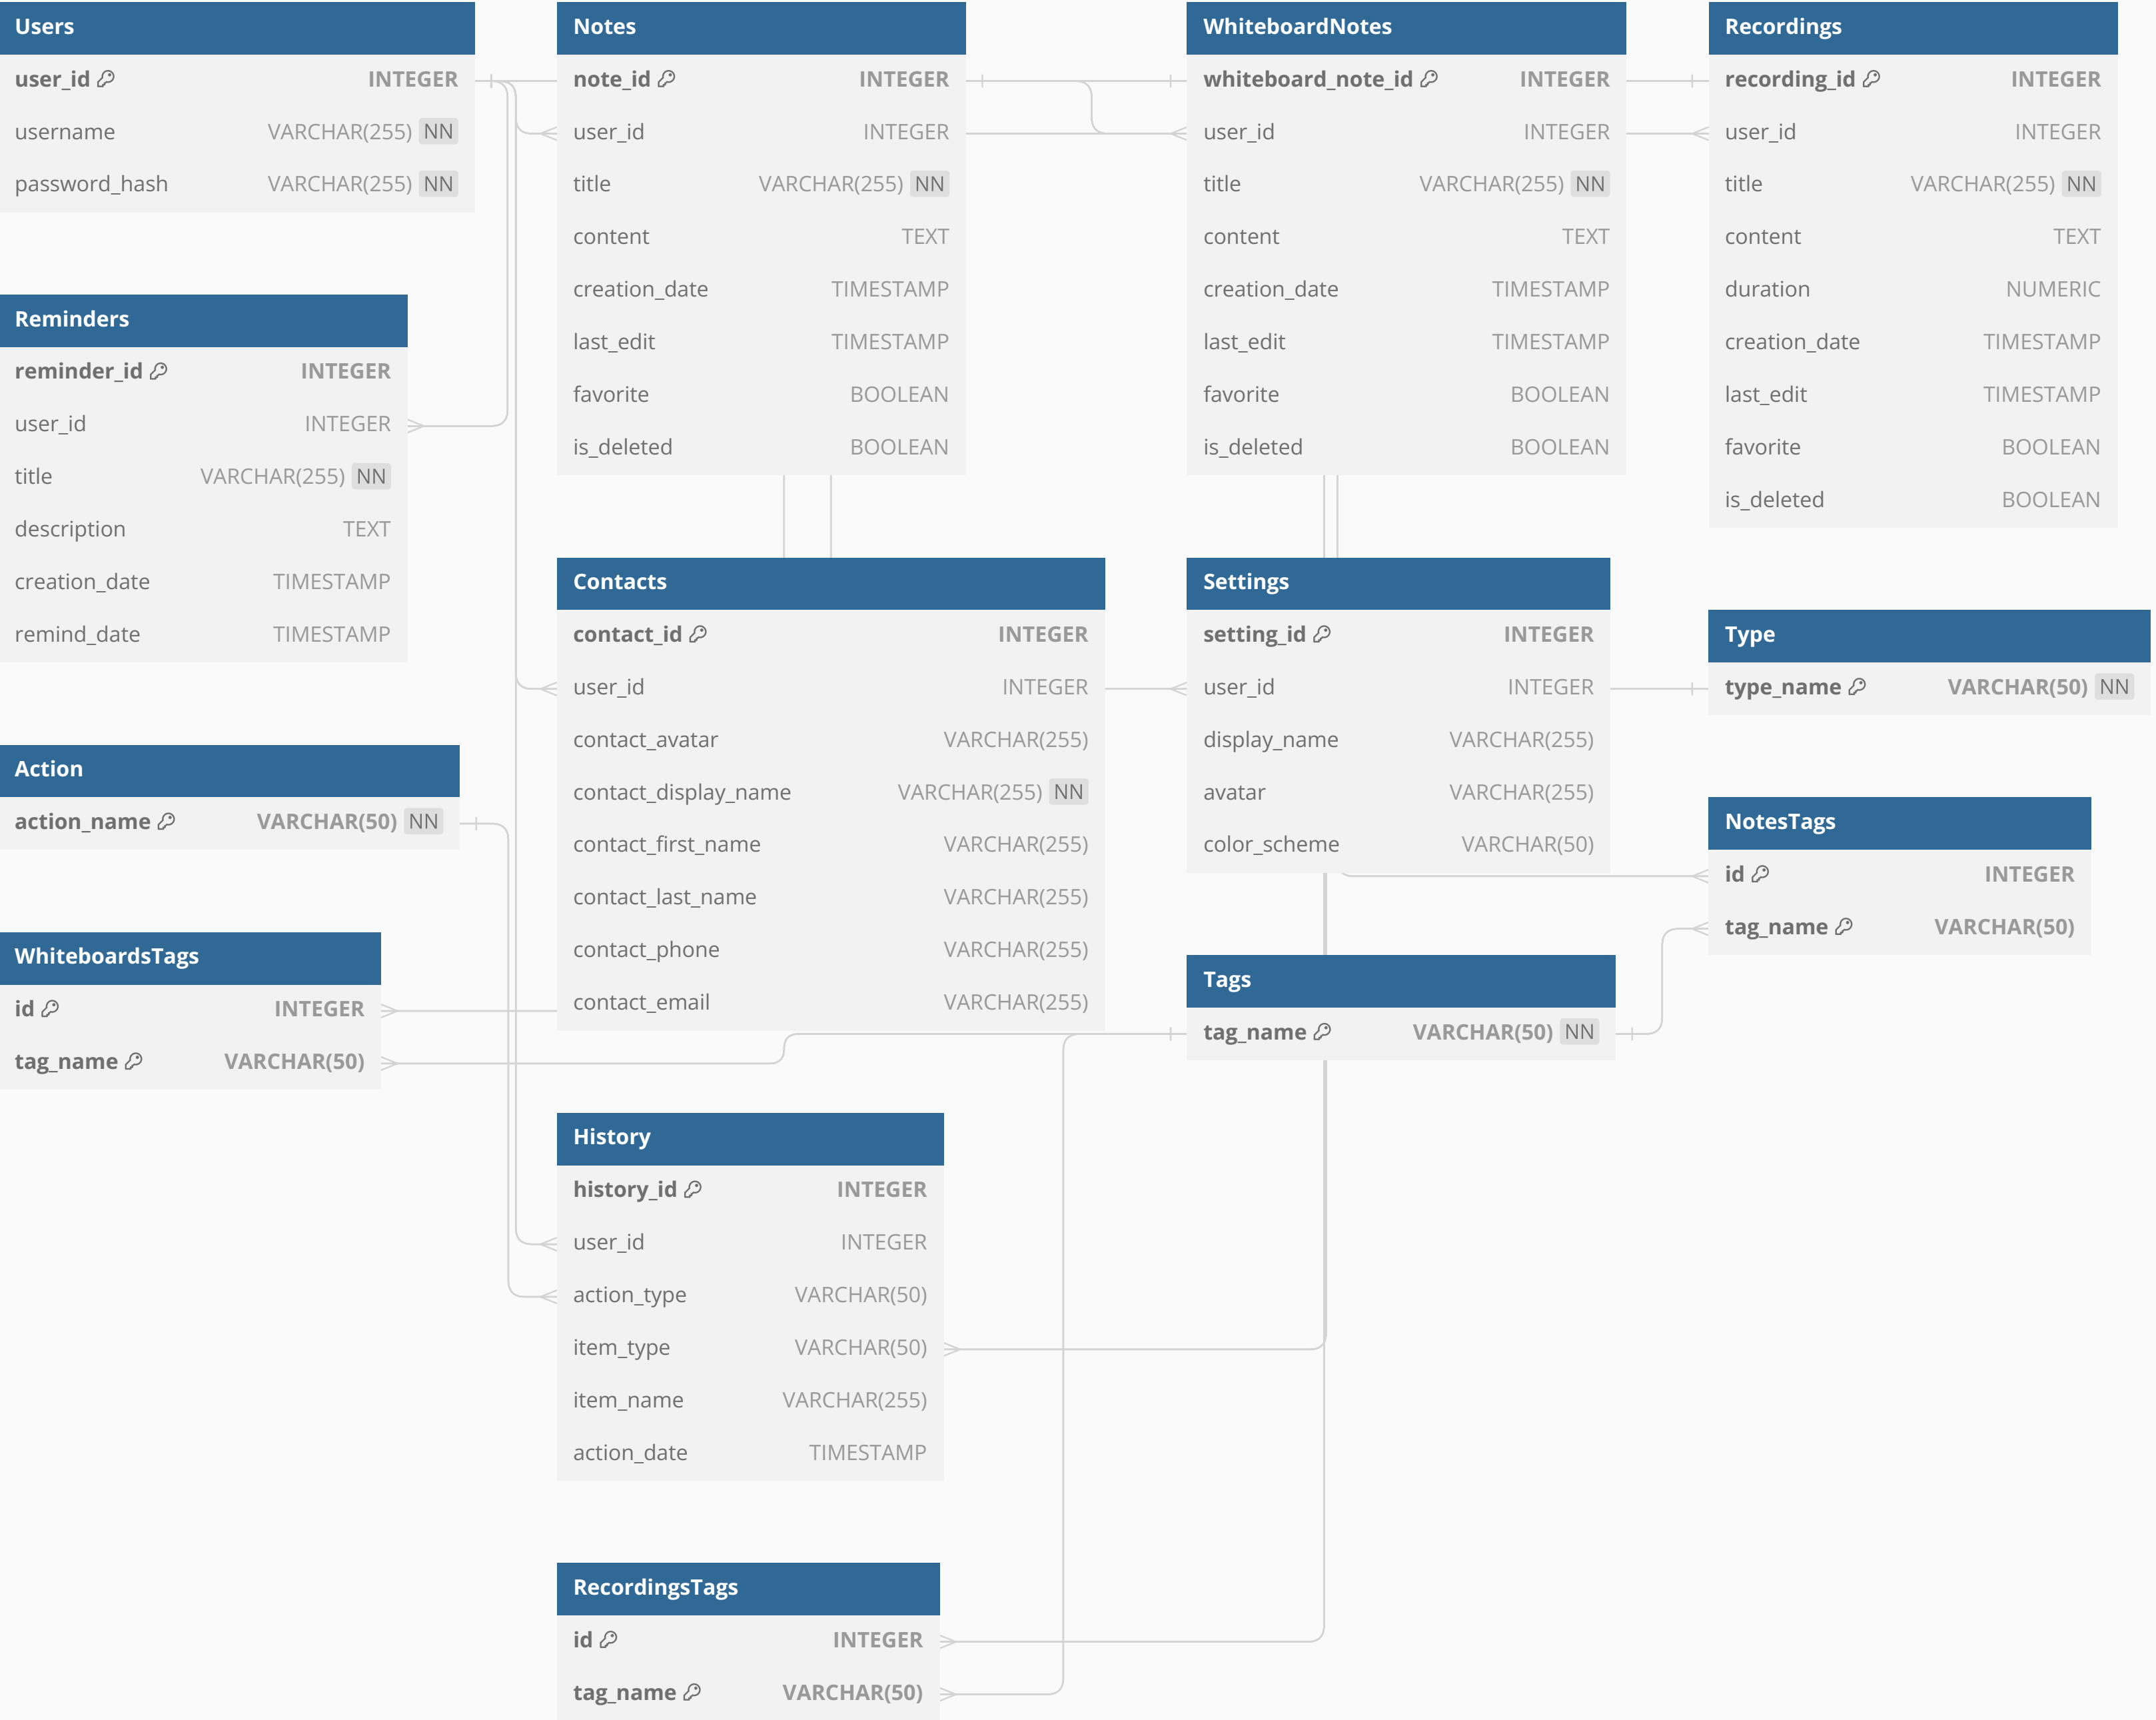 Users
user_id INTEGER
username VARCHAR(255) NN
password_hash VARCHAR(255) NN
Notes
note_id INTEGER
user_id INTEGER
title VARCHAR(255) NN
content TEXT
creation_date TIMESTAMP
last_edit TIMESTAMP
favorite BOOLEAN
is_deleted BOOLEAN
WhiteboardNotes
whiteboard_note_id INTEGER
user_id INTEGER
title VARCHAR(255) NN
content TEXT
creation_date TIMESTAMP
last_edit TIMESTAMP
favorite BOOLEAN
is_deleted BOOLEAN
Recordings
recording_id INTEGER
user_id INTEGER
title VARCHAR(255) NN
content TEXT
duration NUMERIC
creation_date TIMESTAMP
last_edit TIMESTAMP
favorite BOOLEAN
is_deleted BOOLEAN
Reminders
reminder_id INTEGER
user_id INTEGER
title VARCHAR(255) NN
description TEXT
creation_date TIMESTAMP
remind_date TIMESTAMP
Contacts
contact_id INTEGER
user_id INTEGER
contact_avatar VARCHAR(255)
contact_display_name VARCHAR(255) NN
contact_first_name VARCHAR(255)
contact_last_name VARCHAR(255)
contact_phone VARCHAR(255)
contact_email VARCHAR(255)
Settings
setting_id INTEGER
user_id INTEGER
display_name VARCHAR(255)
avatar VARCHAR(255)
color_scheme VARCHAR(50)
Type
type_name VARCHAR(50) NN
Action
action_name VARCHAR(50) NN
NotesTags
id INTEGER
tag_name VARCHAR(50)
WhiteboardsTags
id INTEGER
tag_name VARCHAR(50)
Tags
tag_name VARCHAR(50) NN
History
history_id INTEGER
user_id INTEGER
action_type VARCHAR(50)
item_type VARCHAR(50)
item_name VARCHAR(255)
action_date TIMESTAMP
RecordingsTags
id INTEGER
tag_name VARCHAR(50)